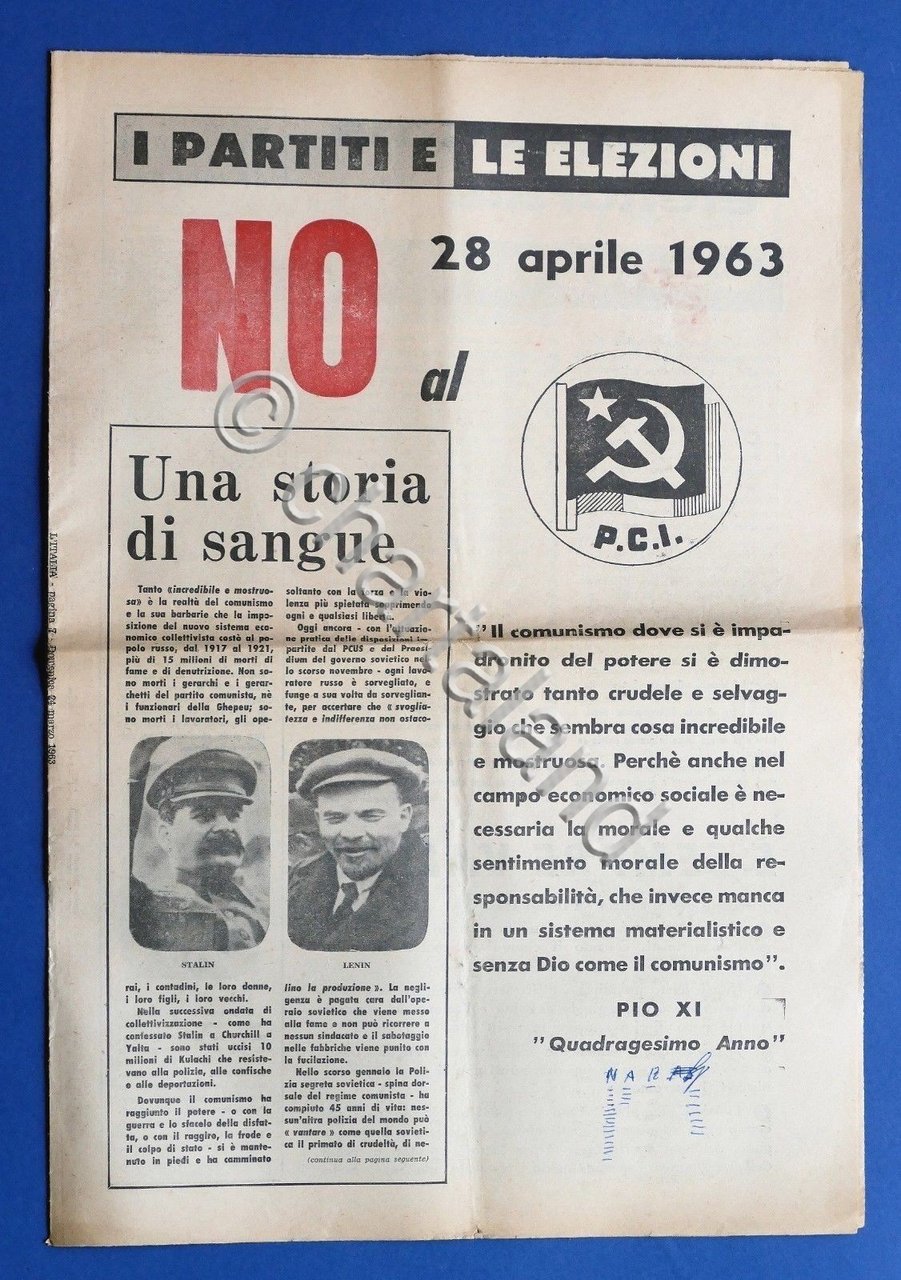 I PARTITI E LE ELEZIONI
NO
28 aprile 1963
al
P.C.I.
Una storia
di sangue
Tanto «incredibile e mostruo-
sa» è la realtà del comunismo
e la sua barbarie che la impo-
sizione del nuovo sistema eco-
nomico collettivista costò al po-
polo russo, dal 1917 al 1921,
più di 15 milioni di morti di
fame e di denutrizione. Non so-
no morti i gerarchi e i gerar-
chetti del partito comunista, nè
i funzionari della Ghepeu; so-
no morti i lavoratori, gli ope-
STALIN
rai, i contadini, le loro donne,
i loro figli, i loro vecchi.
Nella successiva ondata di
collettivizzazione - come ha
confessato Stalin a Churchill a
Yalta - sono stati uccisi 10
milioni di Kulachi che resiste-
vano alla polizia, alle confische
e alle deportazioni.
Dovunque il comunismo ha
raggiunto il potere - o con la
guerra e lo sfacelo della disfat-
ta, o con il raggiro, la frode e
il colpo di stato - si è mante-
nuto in piedi e ha camminato
soltanto con la forza e la vio-
lenza più spietata sopprimendo
ogni e qualsiasi libertà.
Oggi ancora - con l'attuazio-
ne pratica delle disposizioni im-
partite dal PCUS e dal Praesi-
dium del governo sovietico nel-
lo scorso novembre - ogni lavo-
ratore russo è sorvegliato, e
funge a sua volta da sorveglian-
te, per accertare che «svoglia-
tezza e indifferenza non ostaco-
LENIN
lino la produzione». La negli-
genza è pagata cara dall'ope-
raio sovietico che viene messo
alla fame e non può ricorrere a
nessun sindacato e il sabotaggio
nelle fabbriche viene punito con
la fucilazione.
Nello scorso gennaio la Poli-
zia segreta sovietica - spina dor-
sale del regime comunista - ha
compiuto 45 anni di vita: nes-
sun'altra polizia del mondo può
«vantare» come quella sovieti-
ca il primato di crudeltà, di ne-
(continua alla pagina seguente)
"Il comunismo dove si è impa-
dronito del potere si è dimo-
strato tanto crudele e selvag-
gio che sembra cosa incredibile
e mostruosa. Perchè anche nel
campo economico sociale è ne-
cessaria la morale e qualche
sentimento morale della re-
sponsabilità, che invece manca
in un sistema materialistico e
senza Dio come il comunismo".
PIO XI
"Quadragesimo Anno"
L'ITALIA - pagina 7 - Domenica 24 marzo 1963
© chartaland